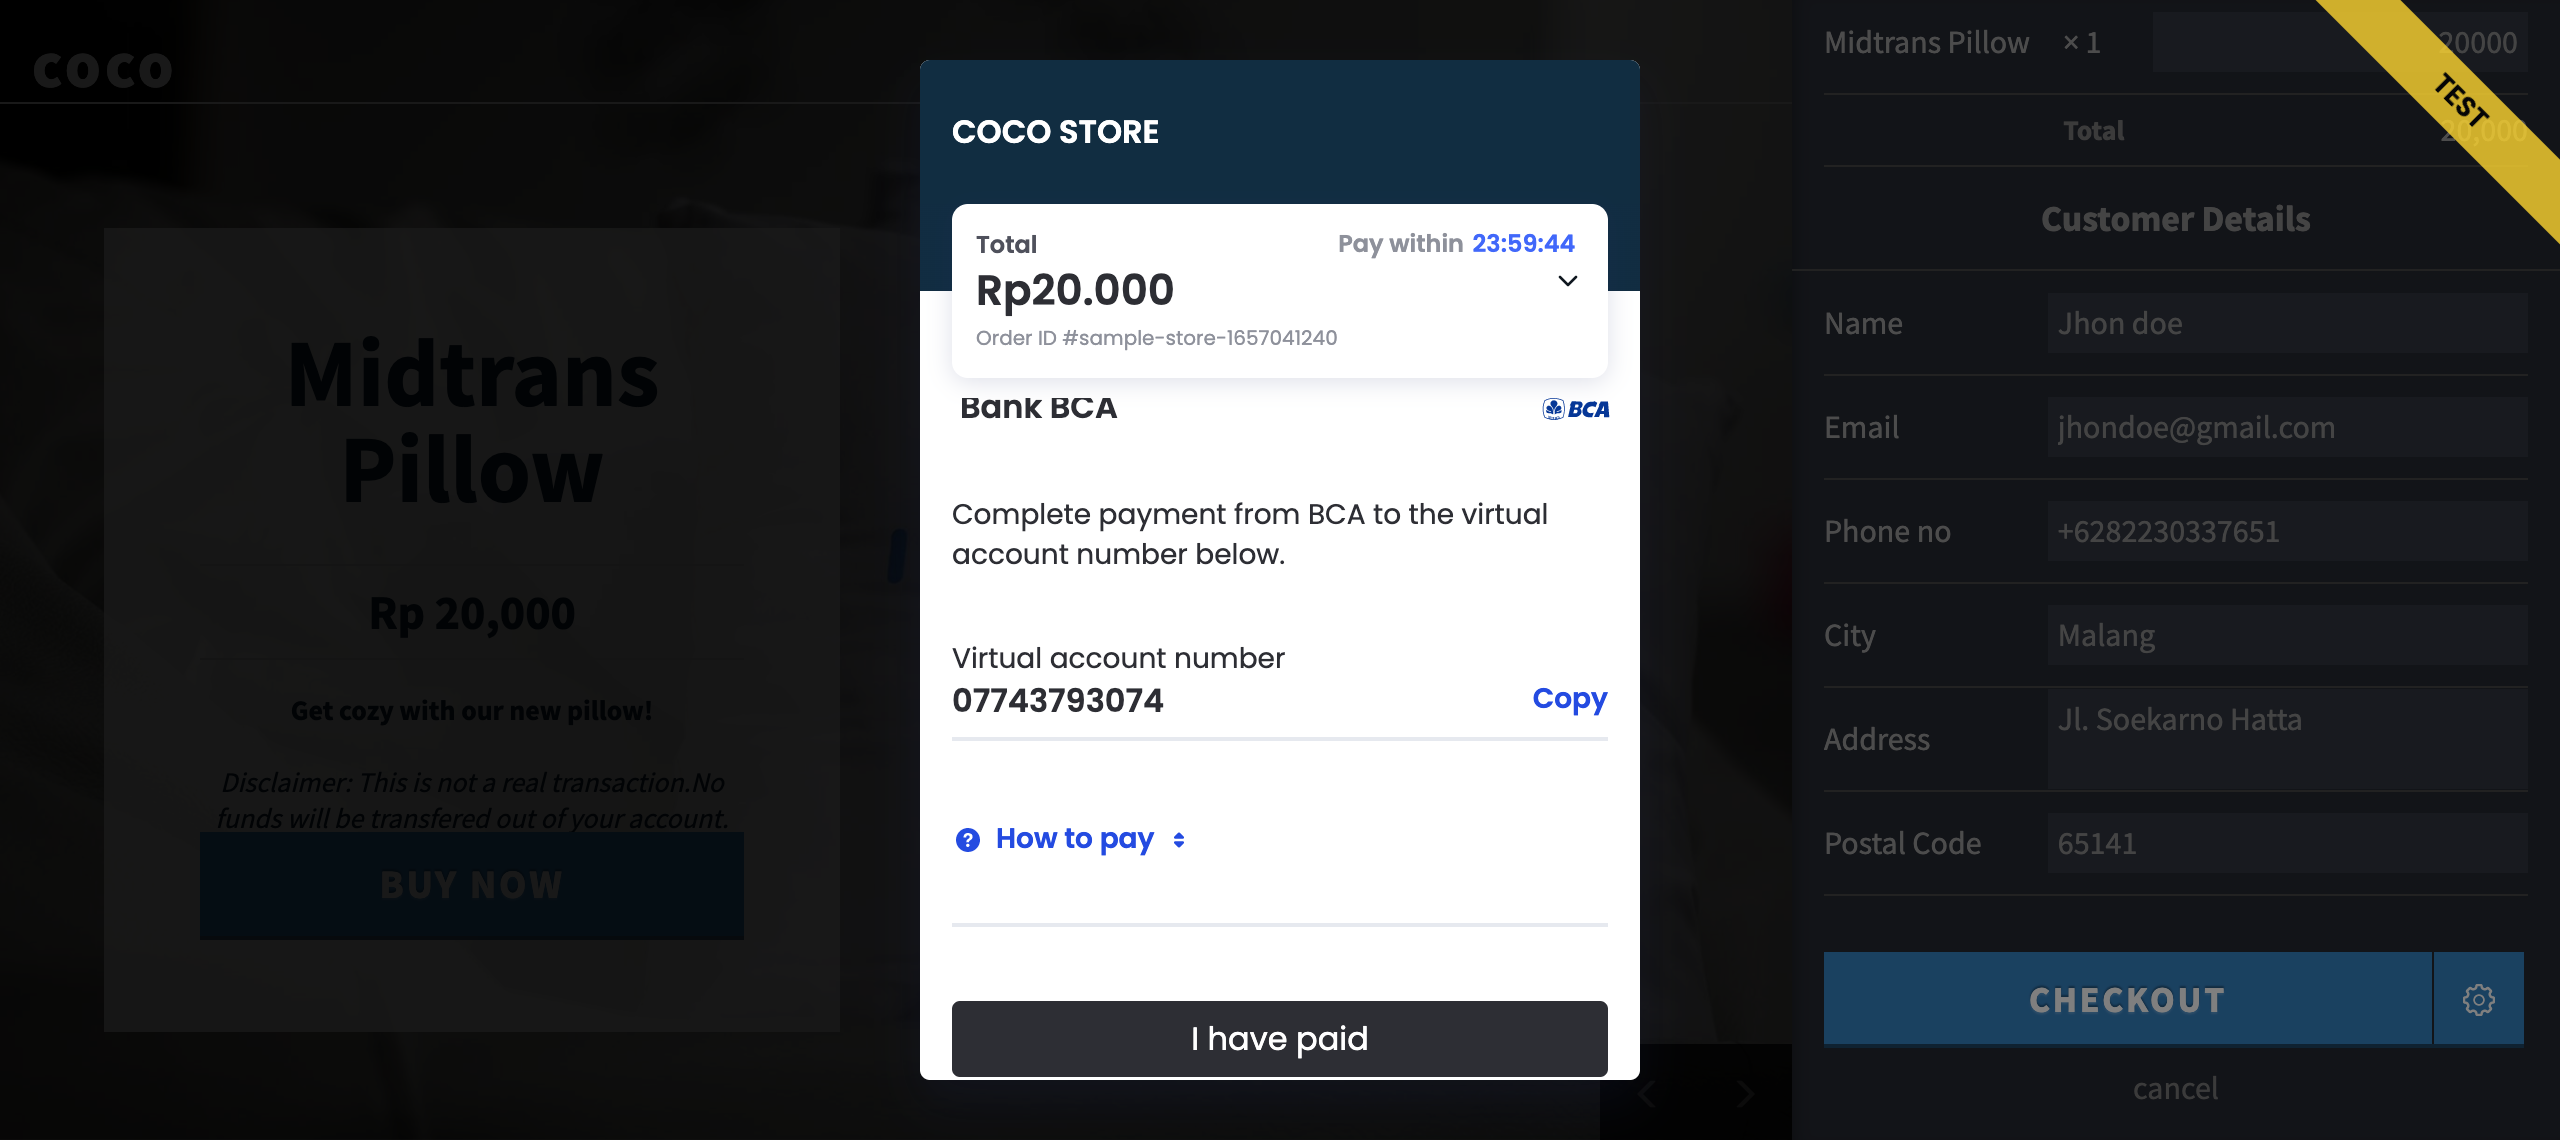 COCO
Midtrans
Pillow
Rp 20,000
Get cozy with our new pillow!
Disclaimer: This is not a real transaction.No
funds will be transfered out of your account.
BUY NOW
COCO STORE
Total
Pay within 23:59:44
Rp20.000
Order ID #sample-store-1657041240
Bank BCA
BCA
Complete payment from BCA to the virtual
account number below.
Virtual account number
07743793074
Copy
? How to pay
I have paid
Midtrans Pillow × 1 20000
Total 20,000
TEST
Customer Details
Name Jhon doe
Email jhondoe@gmail.com
Phone no +6282230337651
City Malang
Address Jl. Soekarno Hatta
Postal Code 65141
CHECKOUT
cancel